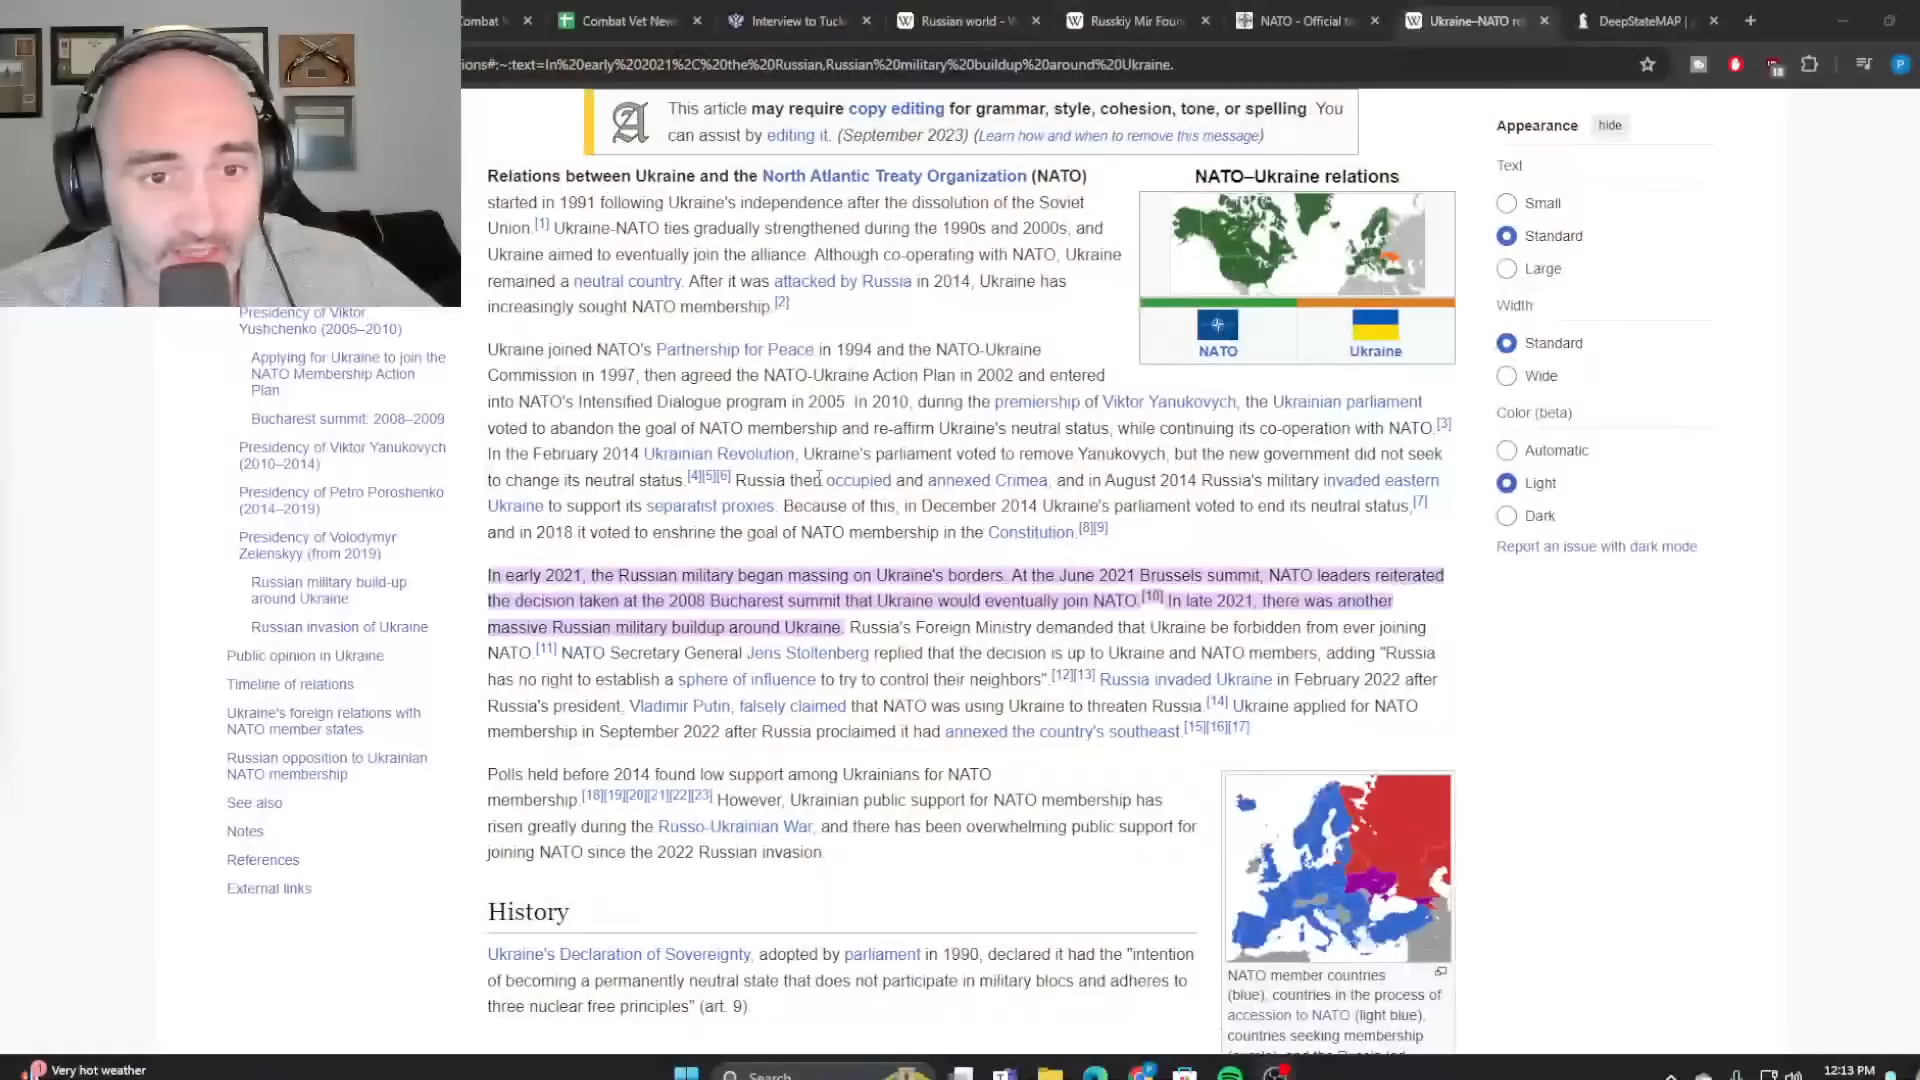 Combat
Combat Vet New
Interview to Tuck
Russian world - W
Russkiy Mir Foun
NATO - Official t
Ukraine–NATO re
DeepStateMAP |
ions#:~:text=In%20early%202021%2C%20the%20Russian,Russian%20military%20buildup%20around%20Ukraine.
18
P
This article may require copy editing for grammar, style, cohesion, tone, or spelling You
can assist by editing it. (September 2023) (Learn how and when to remove this message)
Relations between Ukraine and the North Atlantic Treaty Organization (NATO)
started in 1991 following Ukraine's independence after the dissolution of the Soviet
Union.[1] Ukraine-NATO ties gradually strengthened during the 1990s and 2000s, and
Ukraine aimed to eventually join the alliance. Although co-operating with NATO, Ukraine
remained a neutral country. After it was attacked by Russia in 2014, Ukraine has
increasingly sought NATO membership.[2]
NATO–Ukraine relations
NATO
Ukraine
Ukraine joined NATO's Partnership for Peace in 1994 and the NATO-Ukraine
Commission in 1997, then agreed the NATO-Ukraine Action Plan in 2002 and entered
into NATO's Intensified Dialogue program in 2005. In 2010, during the premiership of Viktor Yanukovych, the Ukrainian parliament
voted to abandon the goal of NATO membership and re-affirm Ukraine's neutral status, while continuing its co-operation with NATO.[3]
In the February 2014 Ukrainian Revolution, Ukraine's parliament voted to remove Yanukovych, but the new government did not seek
to change its neutral status.[4][5][6] Russia then occupied and annexed Crimea, and in August 2014 Russia's military invaded eastern
Ukraine to support its separatist proxies. Because of this, in December 2014 Ukraine's parliament voted to end its neutral status,[7]
and in 2018 it voted to enshrine the goal of NATO membership in the Constitution.[8][9]
In early 2021, the Russian military began massing on Ukraine's borders. At the June 2021 Brussels summit, NATO leaders reiterated
the decision taken at the 2008 Bucharest summit that Ukraine would eventually join NATO.[10] In late 2021, there was another
massive Russian military buildup around Ukraine. Russia's Foreign Ministry demanded that Ukraine be forbidden from ever joining
NATO.[11] NATO Secretary General Jens Stoltenberg replied that the decision is up to Ukraine and NATO members, adding "Russia
has no right to establish a sphere of influence to try to control their neighbors".[12][13] Russia invaded Ukraine in February 2022 after
Russia's president, Vladimir Putin, falsely claimed that NATO was using Ukraine to threaten Russia.[14] Ukraine applied for NATO
membership in September 2022 after Russia proclaimed it had annexed the country's southeast.[15][16][17]
Polls held before 2014 found low support among Ukrainians for NATO
membership.[18][19][20][21][22][23] However, Ukrainian public support for NATO membership has
risen greatly during the Russo-Ukrainian War, and there has been overwhelming public support for
joining NATO since the 2022 Russian invasion
History
Ukraine's Declaration of Sovereignty, adopted by parliament in 1990, declared it had the "intention
of becoming a permanently neutral state that does not participate in military blocs and adheres to
three nuclear free principles" (art. 9).
NATO member countries
(blue), countries in the process of
accession to NATO (light blue),
countries seeking membership
Presidency of Viktor
Yushchenko (2005–2010)
Applying for Ukraine to join the
NATO Membership Action
Plan
Bucharest summit: 2008–2009
Presidency of Viktor Yanukovych
(2010–2014)
Presidency of Petro Poroshenko
(2014–2019)
Presidency of Volodymyr
Zelenskyy (from 2019)
Russian military build-up
around Ukraine
Russian invasion of Ukraine
Public opinion in Ukraine
Timeline of relations
Ukraine's foreign relations with
NATO member states
Russian opposition to Ukrainian
NATO membership
See also
Notes
References
External links
Appearance hide
Text
Small
Standard
Large
Width
Standard
Wide
Color (beta)
Automatic
Light
Dark
Report an issue with dark mode
Very hot weather
Search
12:13 PM